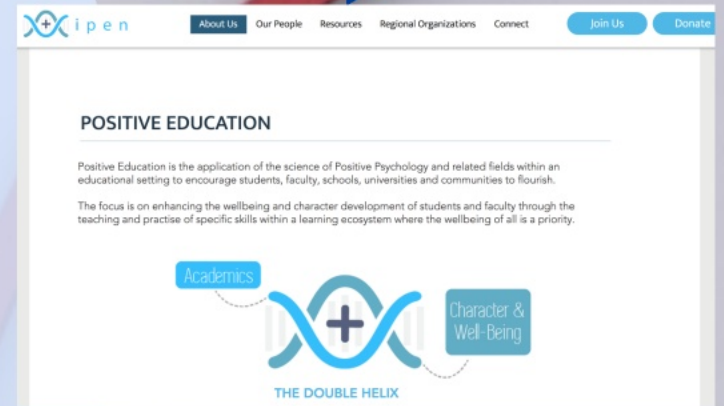 ipen
About Us Our People Resources Regional Organizations Connect Join Us Donate
POSITIVE EDUCATION
Positive Education is the application of the science of Positive Psychology and related fields within an
educational setting to encourage students, faculty, schools, universities and communities to flourish.
The focus is on enhancing the wellbeing and character development of students and faculty through the
teaching and practise of specific skills within a learning ecosystem where the wellbeing of all is a priority.
Academics
Character &
Well-Being
THE DOUBLE HELIX